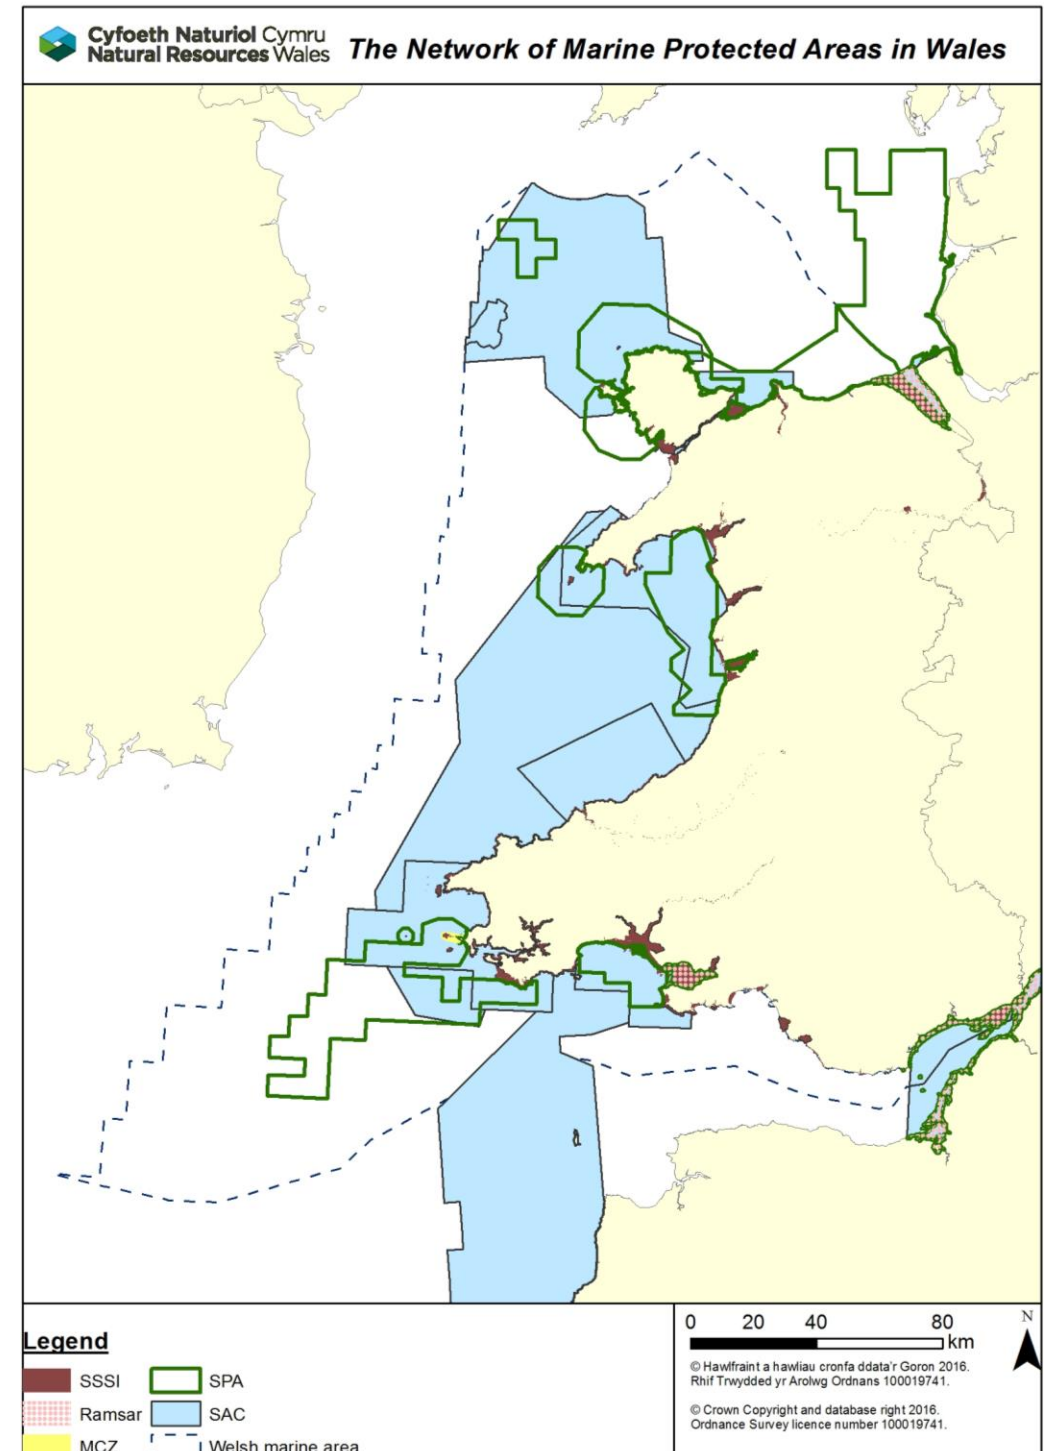 Cyfoeth Naturiol Cymru
Natural Resources Wales
The Network of Marine Protected Areas in Wales
Legend
SSSI
SPA
Ramsar
SAC
MCZ
Welsh marine area
0 20 40 80
km
N
© Hawlfraint a hawliau cronfa ddata'r Goron 2016.
Rhif Trwydded yr Arolwg Ordnans 100019741.
© Crown Copyright and database right 2016.
Ordnance Survey licence number 100019741.